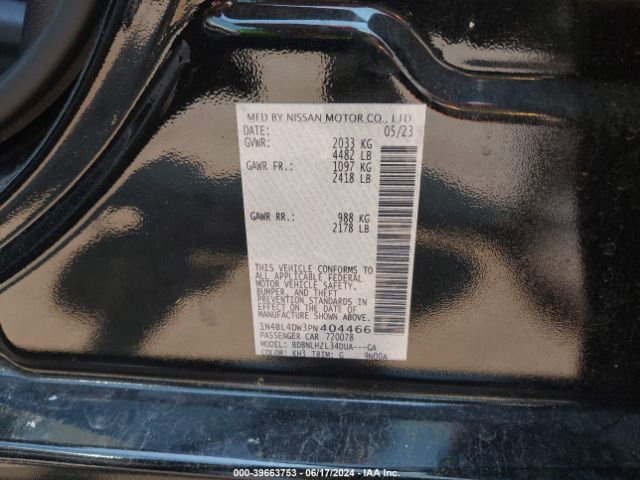 MFD BY NISSAN MOTOR CO., LTD.
DATE: 05/23
GVWR: 2033 KG
4482 LB
GAWR FR.: 1097 KG
2418 LB
GAWR RR.: 988 KG
2178 LB
THIS VEHICLE CONFORMS TO
ALL APPLICABLE FEDERAL
MOTOR VEHICLE SAFETY,
BUMPER, AND THEFT
PREVENTION STANDARDS IN
EFFECT ON THE DATE OF
MANUFACTURE SHOWN ABOVE.
1N4BL4DW3PN404466
PASSENGER CAR 720078
MODEL: BDBNLHZL34DUA---GA
COLOR: KH3 TRIM: G 9N00A
000-39663753 - 06/17/2024 - IAA Inc.